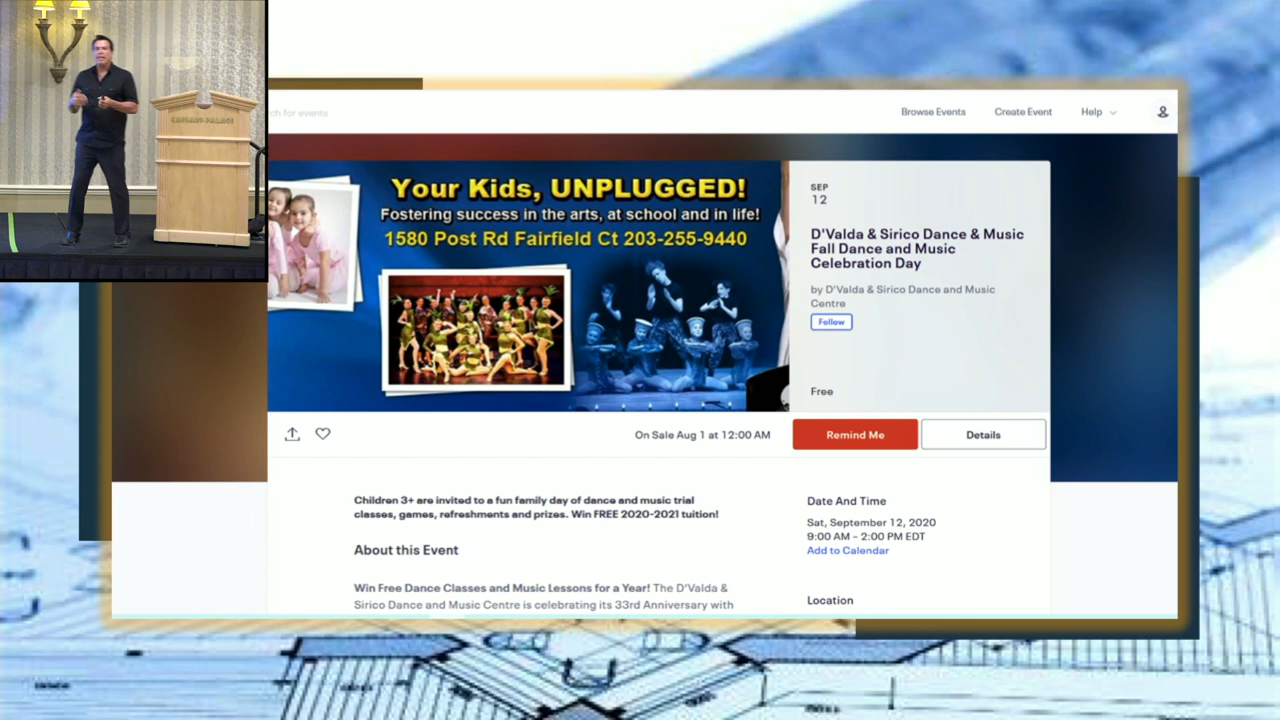 CAESARS PALACE
ch for events
Browse Events
Create Event
Help
Your Kids, UNPLUGGED!
Fostering success in the arts, at school and in life!
1580 Post Rd Fairfield Ct 203-255-9440
SEP
12
D'Valda & Sirico Dance & Music
Fall Dance and Music
Celebration Day
by D'Valda & Sirico Dance and Music
Centre
Follow
Free
On Sale Aug 1 at 12:00 AM
Remind Me
Details
Children 3+ are invited to a fun family day of dance and music trial
classes, games, refreshments and prizes. Win FREE 2020-2021 tuition!
About this Event
Win Free Dance Classes and Music Lessons for a Year! The D'Valda &
Sirico Dance and Music Centre is celebrating its 33rd Anniversary with
Date And Time
Sat, September 12, 2020
9:00 AM – 2:00 PM EDT
Add to Calendar
Location